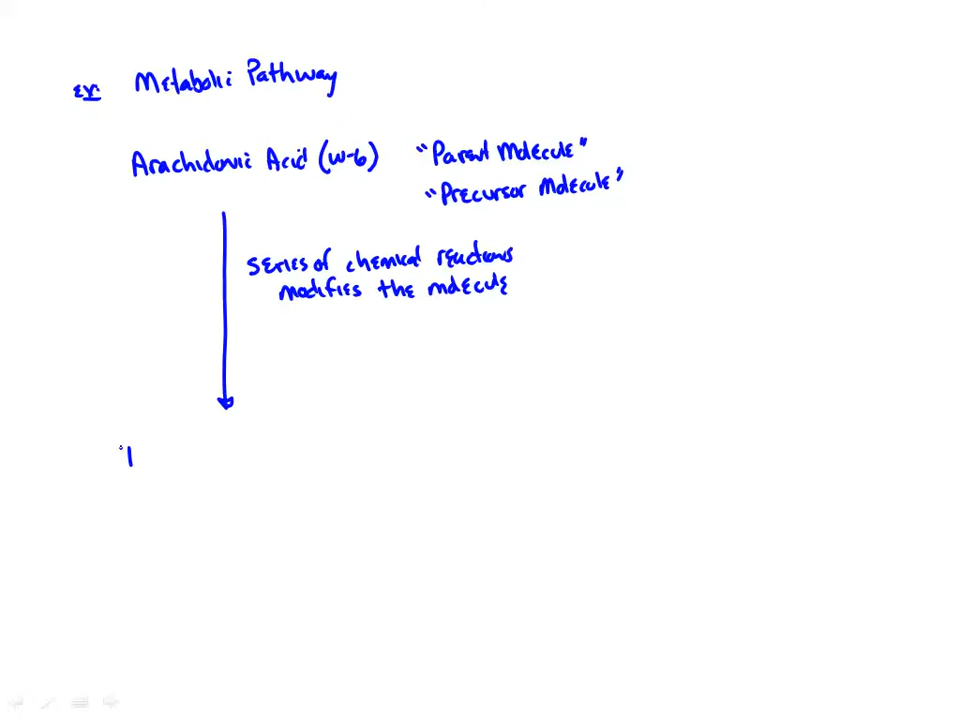 Ex: Metabolic Pathway
Arachidonic Acid (w-6) "Parent Molecule"
"Precursor Molecule"
series of chemical reactions
modifies the molecule